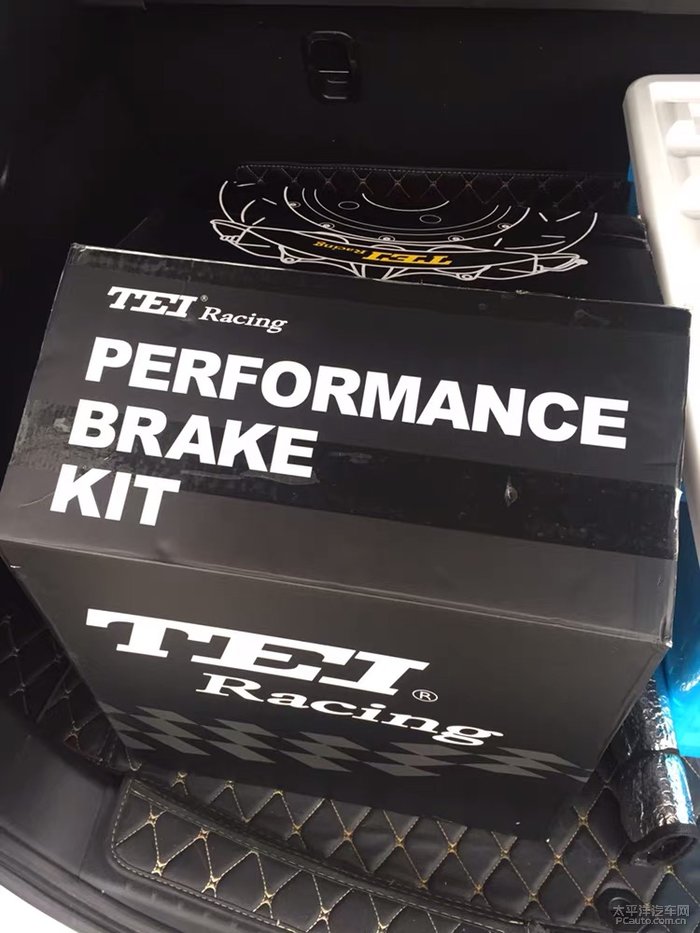 TEI Racing
TEI® Racing
PERFORMANCE
BRAKE
KIT
TEI®
Racing
太平洋汽车网
PCauto.com.cn